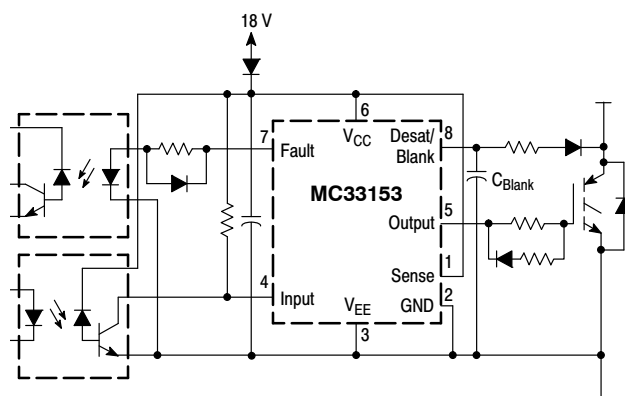 18 V
6
V_CC
Desat/
Blank
8
7
Fault
C_Blank
MC33153
Output
5
1
Sense
4
Input
V_EE
GND
2
3